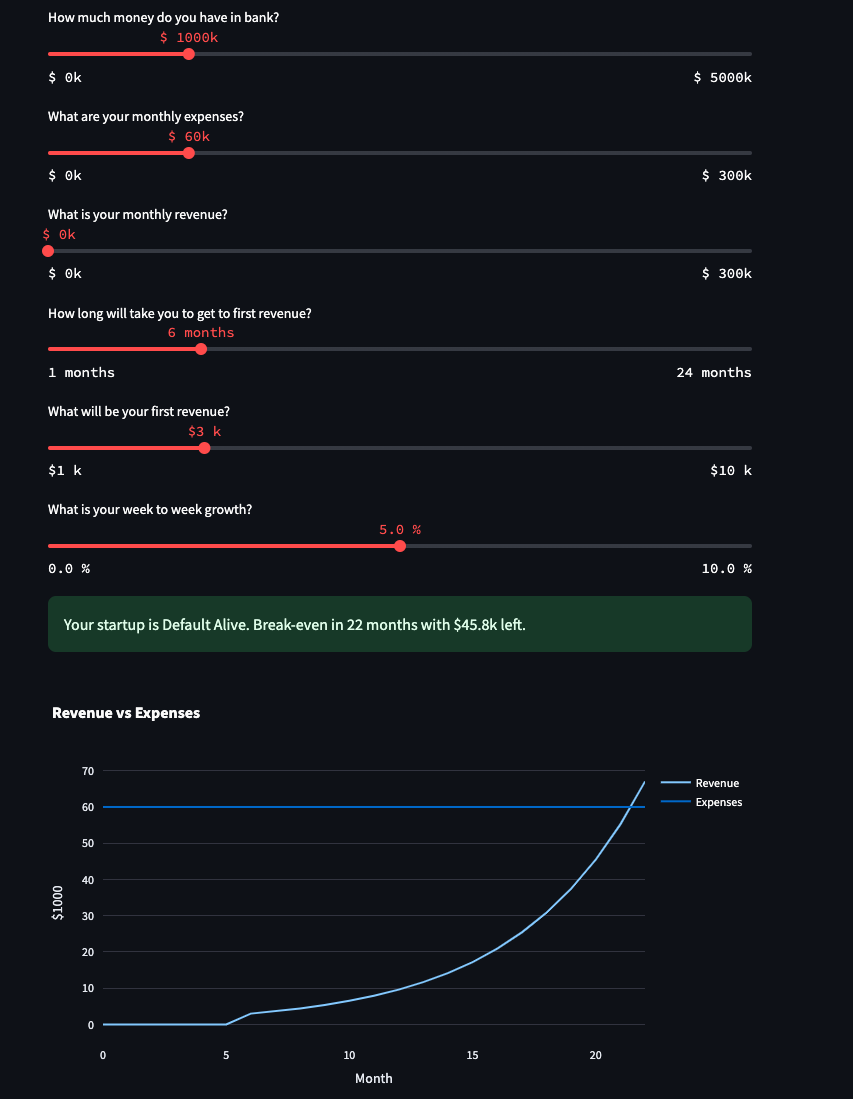 How much money do you have in bank?
$ 1000k
$ 0k $ 5000k
What are your monthly expenses?
$ 60k
$ 0k $ 300k
What is your monthly revenue?
$ 0k
$ 0k $ 300k
How long will take you to get to first revenue?
6 months
1 months 24 months
What will be your first revenue?
$3 k
$1 k $10 k
What is your week to week growth?
5.0 %
0.0 % 10.0 %
Your startup is Default Alive. Break-even in 22 months with $45.8k left.
Revenue vs Expenses
70
Revenue
Expenses
60
50
40
$1000
30
20
10
0
0 5 10 15 20
Month